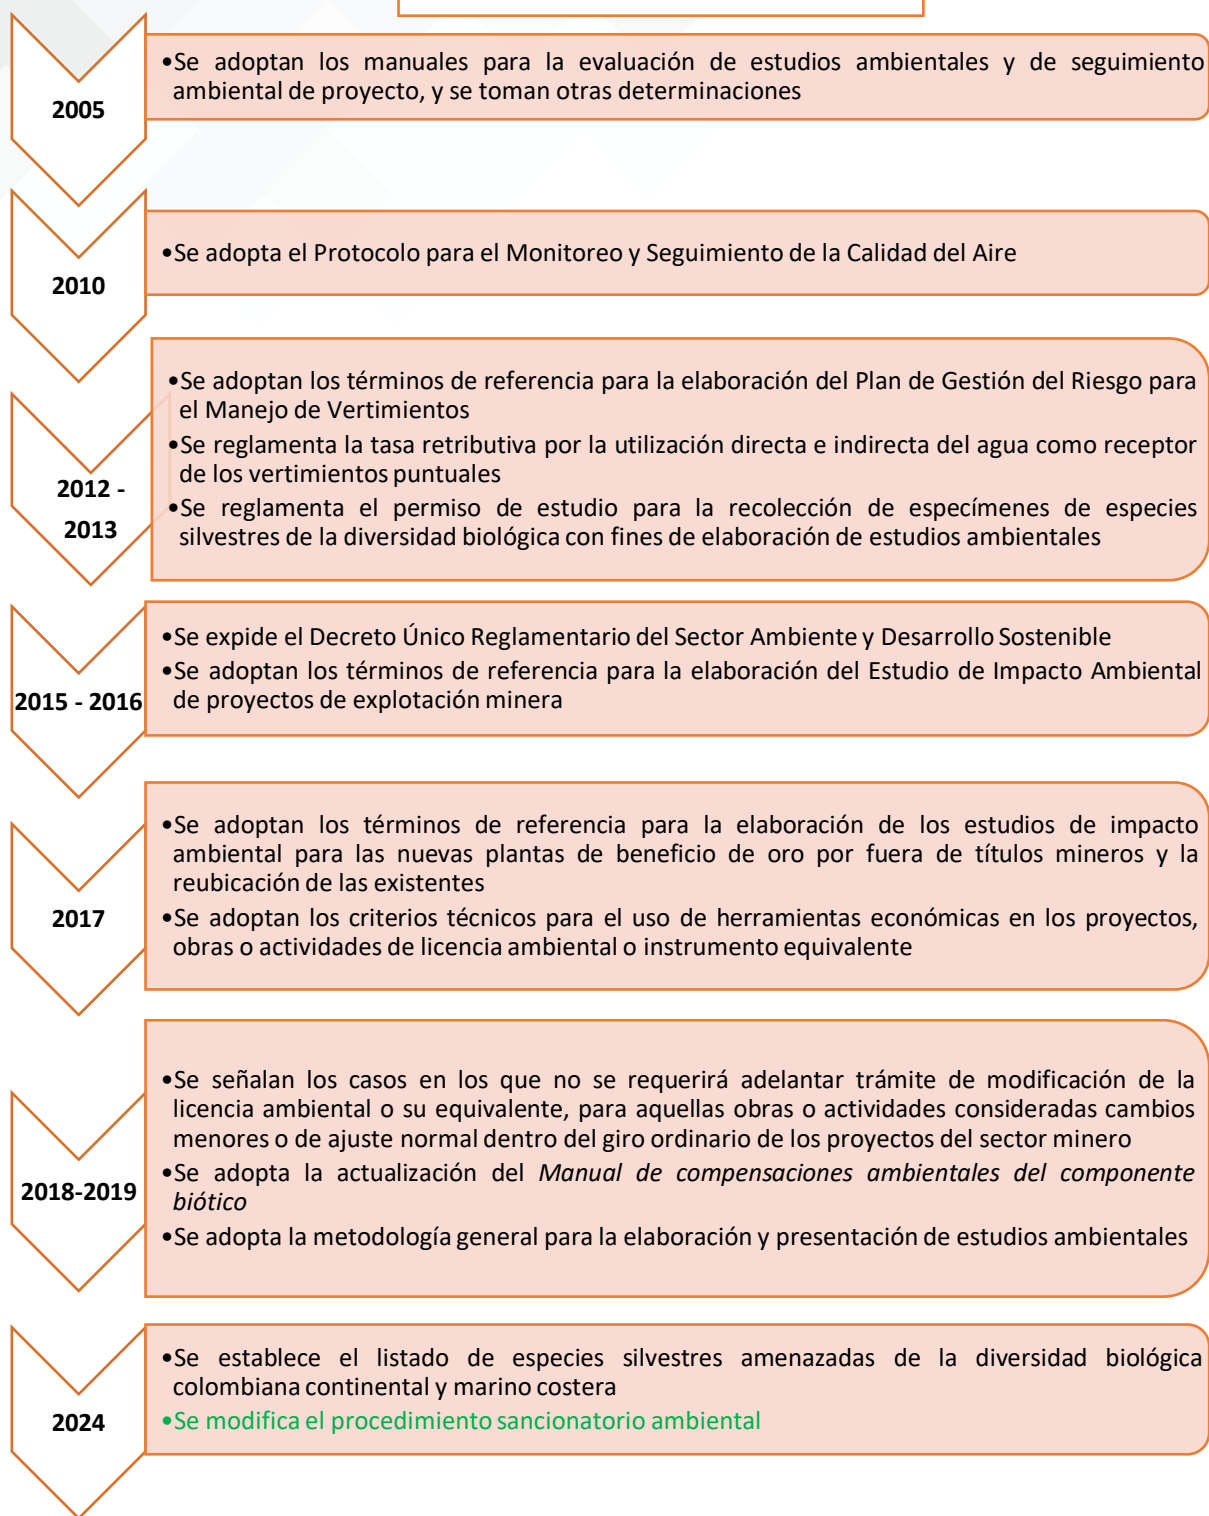 2005
•Se adoptan los manuales para la evaluación de estudios ambientales y de seguimiento
ambiental de proyecto, y se toman otras determinaciones
2010
•Se adopta el Protocolo para el Monitoreo y Seguimiento de la Calidad del Aire
2012 -
2013
•Se adoptan los términos de referencia para la elaboración del Plan de Gestión del Riesgo para
el Manejo de Vertimientos
•Se reglamenta la tasa retributiva por la utilización directa e indirecta del agua como receptor
de los vertimientos puntuales
•Se reglamenta el permiso de estudio para la recolección de especímenes de especies
silvestres de la diversidad biológica con fines de elaboración de estudios ambientales
2015 - 2016
•Se expide el Decreto Único Reglamentario del Sector Ambiente y Desarrollo Sostenible
•Se adoptan los términos de referencia para la elaboración del Estudio de Impacto Ambiental
de proyectos de explotación minera
2017
•Se adoptan los términos de referencia para la elaboración de los estudios de impacto
ambiental para las nuevas plantas de beneficio de oro por fuera de títulos mineros y la
reubicación de las existentes
•Se adoptan los criterios técnicos para el uso de herramientas económicas en los proyectos,
obras o actividades de licencia ambiental o instrumento equivalente
2018-2019
•Se señalan los casos en los que no se requerirá adelantar trámite de modificación de la
licencia ambiental o su equivalente, para aquellas obras o actividades consideradas cambios
menores o de ajuste normal dentro del giro ordinario de los proyectos del sector minero
•Se adopta la actualización del Manual de compensaciones ambientales del componente
biótico
•Se adopta la metodología general para la elaboración y presentación de estudios ambientales
2024
•Se establece el listado de especies silvestres amenazadas de la diversidad biológica
colombiana continental y marino costera
•Se modifica el procedimiento sancionatorio ambiental